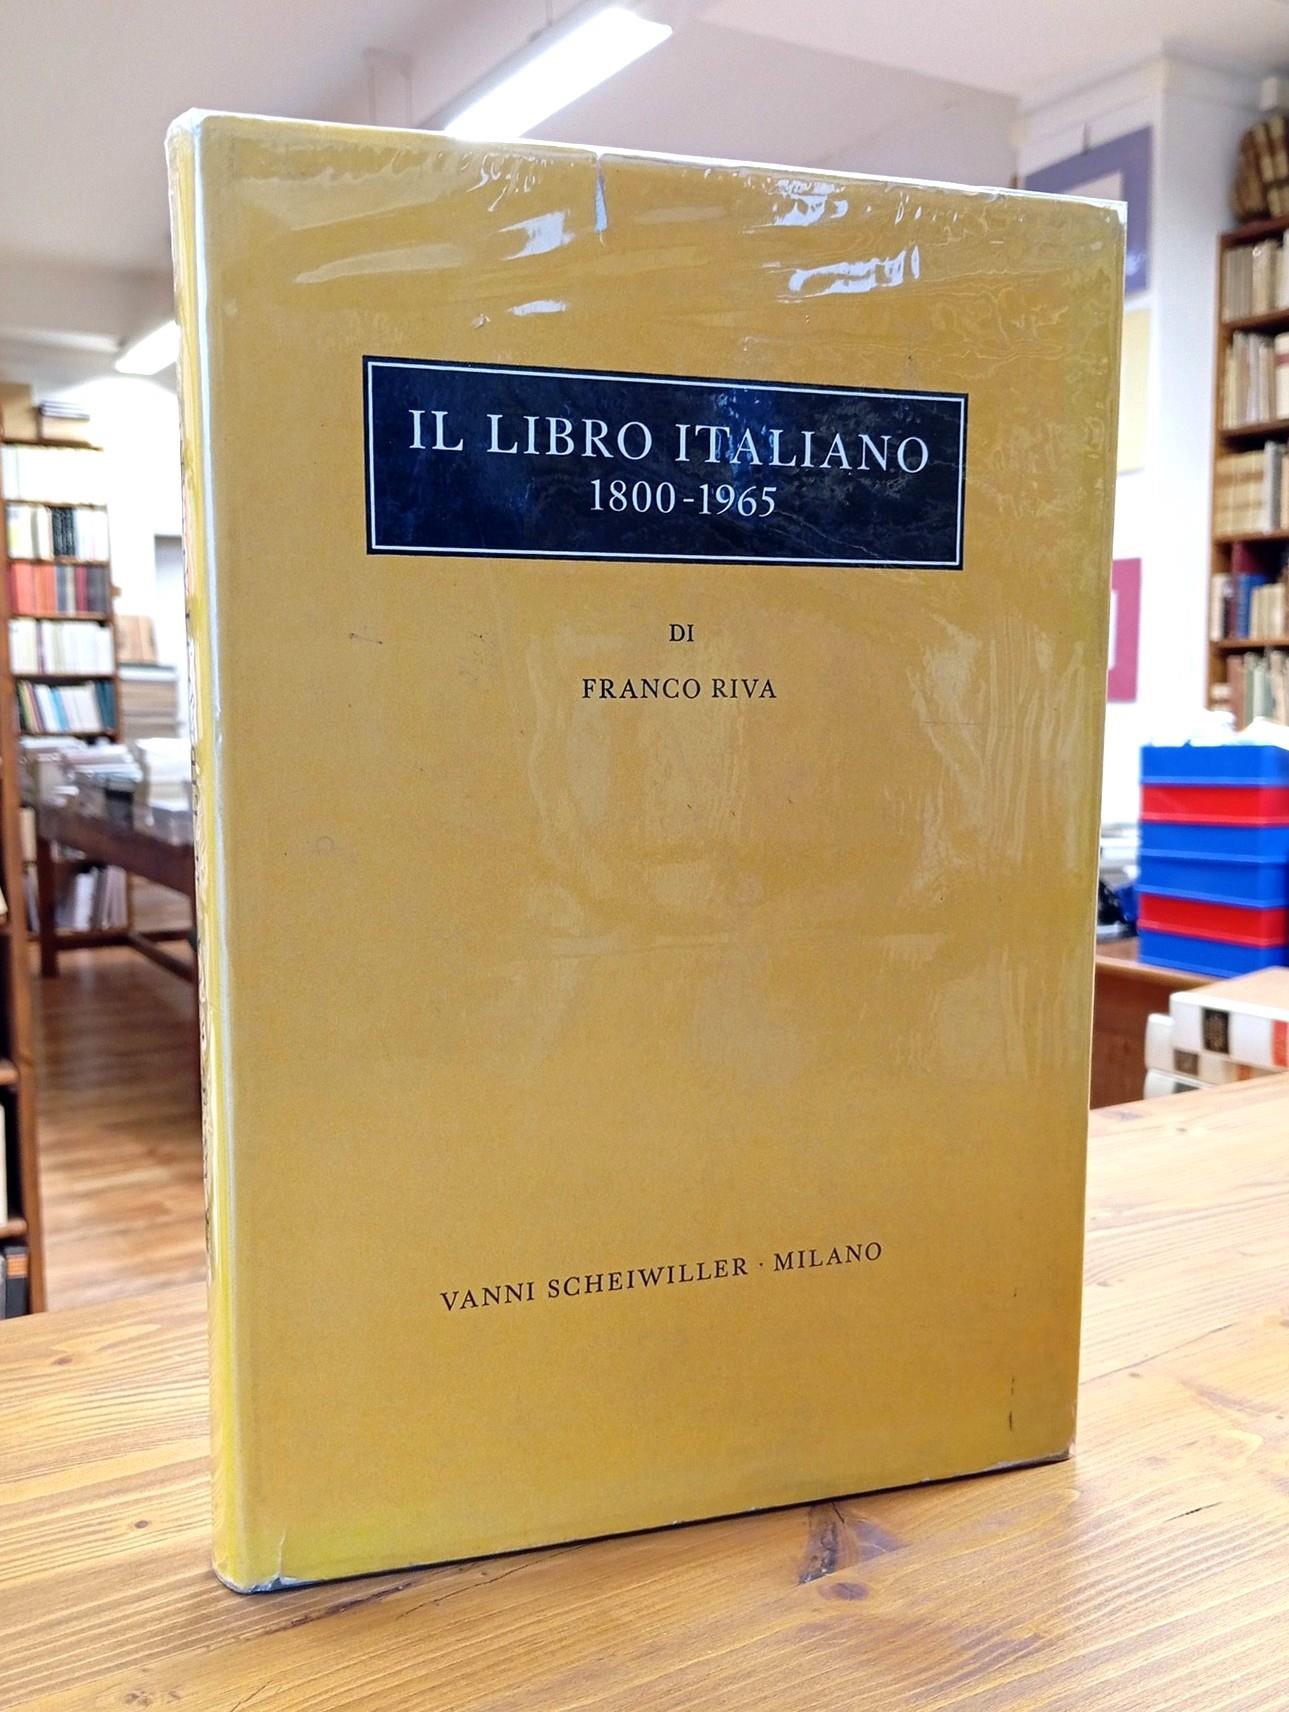 IL LIBRO ITALIANO
1800-1965
DI
FRANCO RIVA
VANNI SCHEIWILLER · MILANO